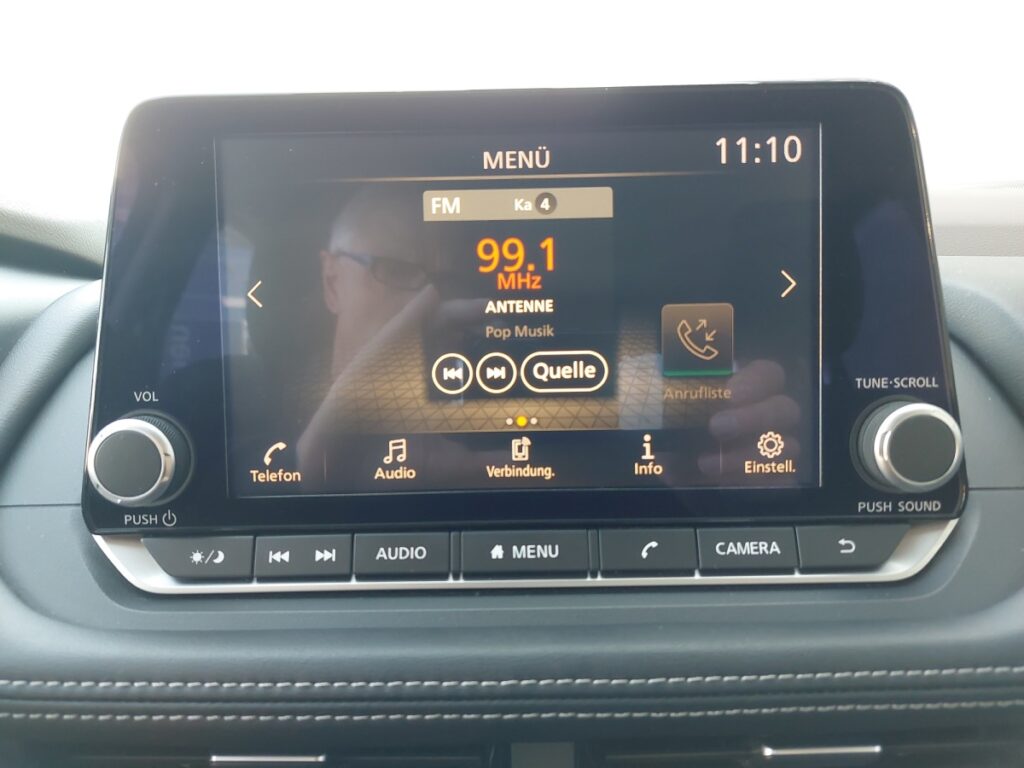 MENÜ
11:10
FM Ka 4
99.1
MHz
ANTENNE
Pop Musik
Quelle
Anrufliste
Telefon
Audio
Verbindung.
Info
Einstell.
VOL
PUSH
TUNE·SCROLL
PUSH SOUND
AUDIO
MENU
CAMERA